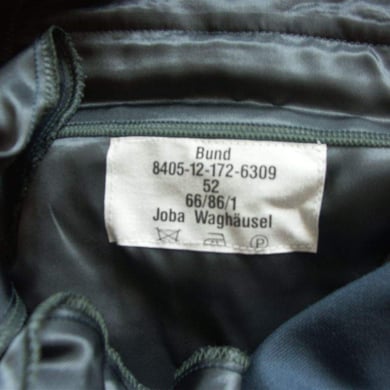 Bund
8405-12-172-6309
52
66/86/1
Joba Waghäusel
P